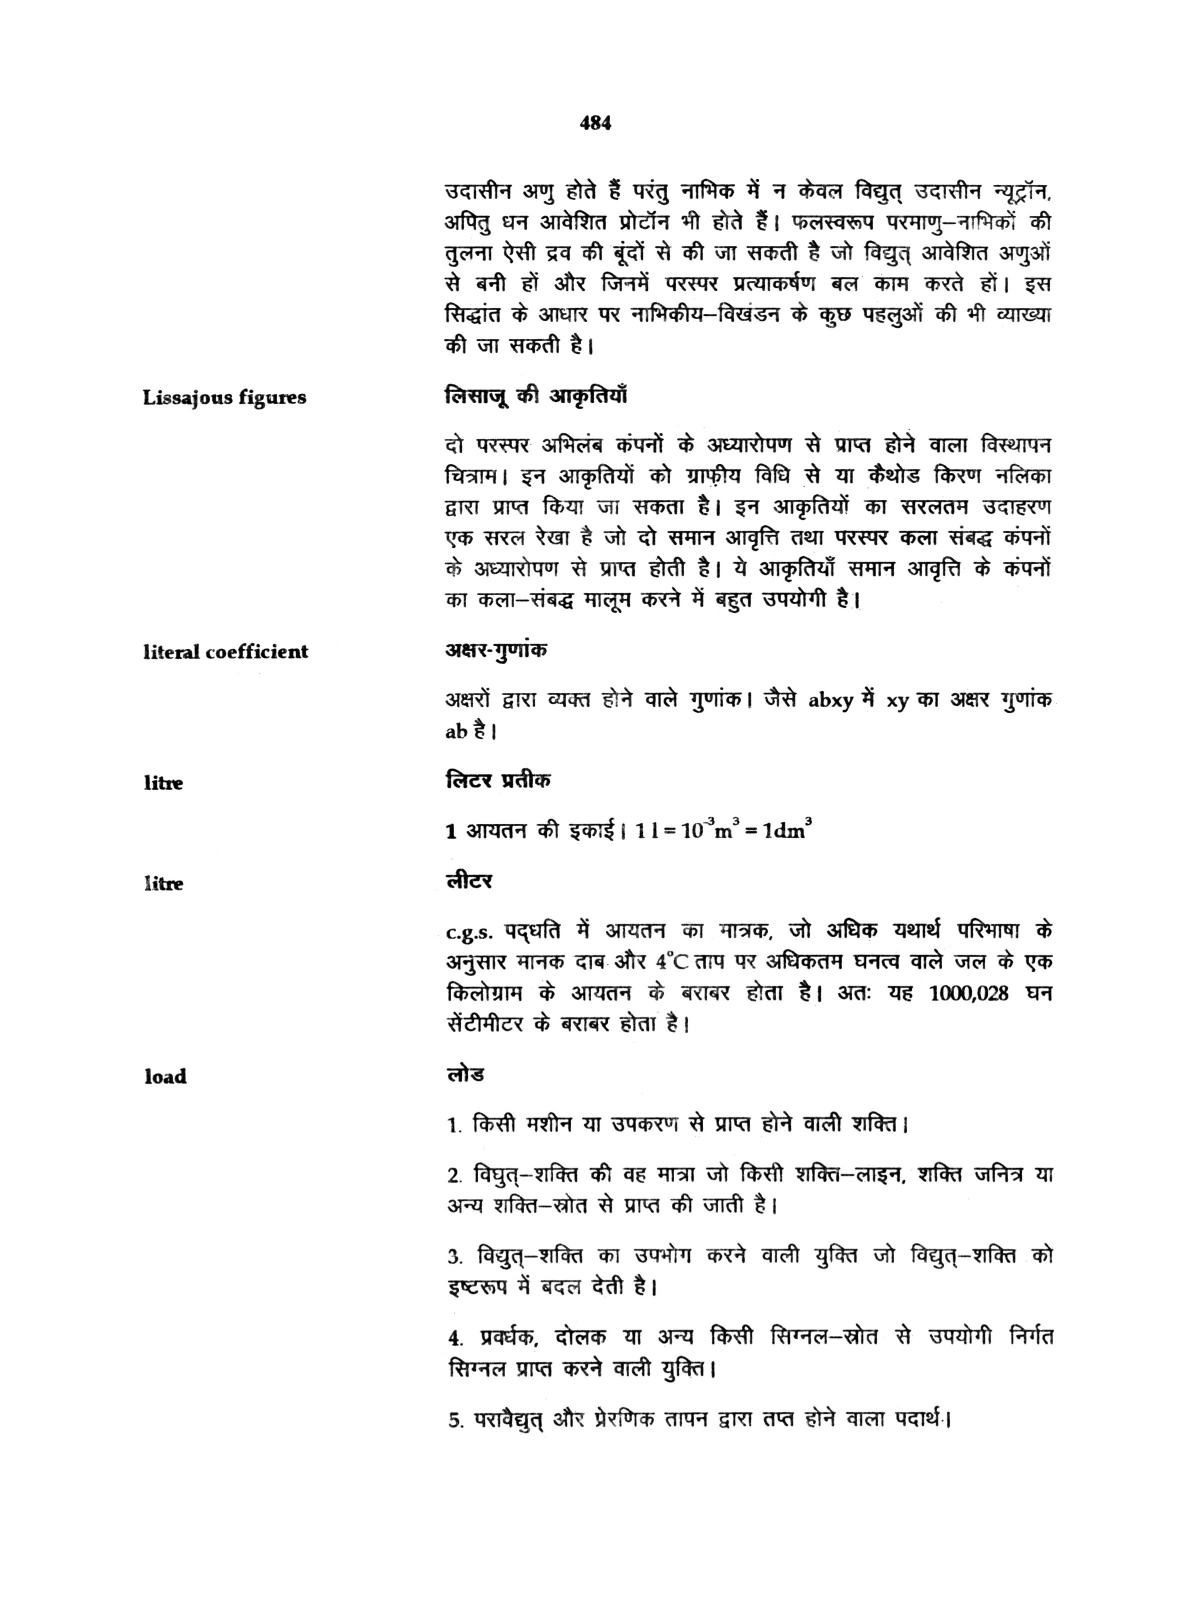 484
उदासीन अणु होते हैं परंतु नाभिक में न केवल विद्युत् उदासीन न्यूट्रॉन,
अपितु धन आवेशित प्रोटॉन भी होते हैं। फलस्वरूप परमाणु–नाभिकों की
तुलना ऐसी द्रव की बूंदों से की जा सकती है जो विद्युत् आवेशित अणुओं
से बनी हों और जिनमें परस्पर प्रत्याकर्षण बल काम करते हों। इस
सिद्धांत के आधार पर नाभिकीय–विखंडन के कुछ पहलुओं की भी व्याख्या
की जा सकती है।
Lissajous figures लिसाजू की आकृतियाँ
दो परस्पर अभिलंब कंपनों के अध्यारोपण से प्राप्त होने वाला विस्थापन
चित्राम। इन आकृतियों को ग्राफ़ीय विधि से या कैथोड किरण नलिका
द्वारा प्राप्त किया जा सकता है। इन आकृतियों का सरलतम उदाहरण
एक सरल रेखा है जो दो समान आवृत्ति तथा परस्पर कला संबद्ध कंपनों
के अध्यारोपण से प्राप्त होती है। ये आकृतियाँ समान आवृत्ति के कंपनों
का कला–संबद्ध मालूम करने में बहुत उपयोगी है।
literal coefficient अक्षर-गुणांक
अक्षरों द्वारा व्यक्त होने वाले गुणांक। जैसे abxy में xy का अक्षर गुणांक
ab है।
litre लिटर प्रतीक
1 आयतन की इकाई। 1 l = 10⁻³m³ = 1dm³
litre लीटर
c.g.s. पद्धति में आयतन का मात्रक, जो अधिक यथार्थ परिभाषा के
अनुसार मानक दाब और 4°C ताप पर अधिकतम घनत्व वाले जल के एक
किलोग्राम के आयतन के बराबर होता है। अतः यह 1000,028 घन
सेंटीमीटर के बराबर होता है।
load लोड
1. किसी मशीन या उपकरण से प्राप्त होने वाली शक्ति।
2. विघुत्–शक्ति की वह मात्रा जो किसी शक्ति–लाइन, शक्ति जनित्र या
अन्य शक्ति–स्रोत से प्राप्त की जाती है।
3. विद्युत्–शक्ति का उपभोग करने वाली युक्ति जो विद्युत्–शक्ति को
इष्टरूप में बदल देती है।
4. प्रवर्धक, दोलक या अन्य किसी सिग्नल–स्रोत से उपयोगी निर्गत
सिग्नल प्राप्त करने वाली युक्ति।
5. परावैद्युत् और प्रेरणिक तापन द्वारा तप्त होने वाला पदार्थ।